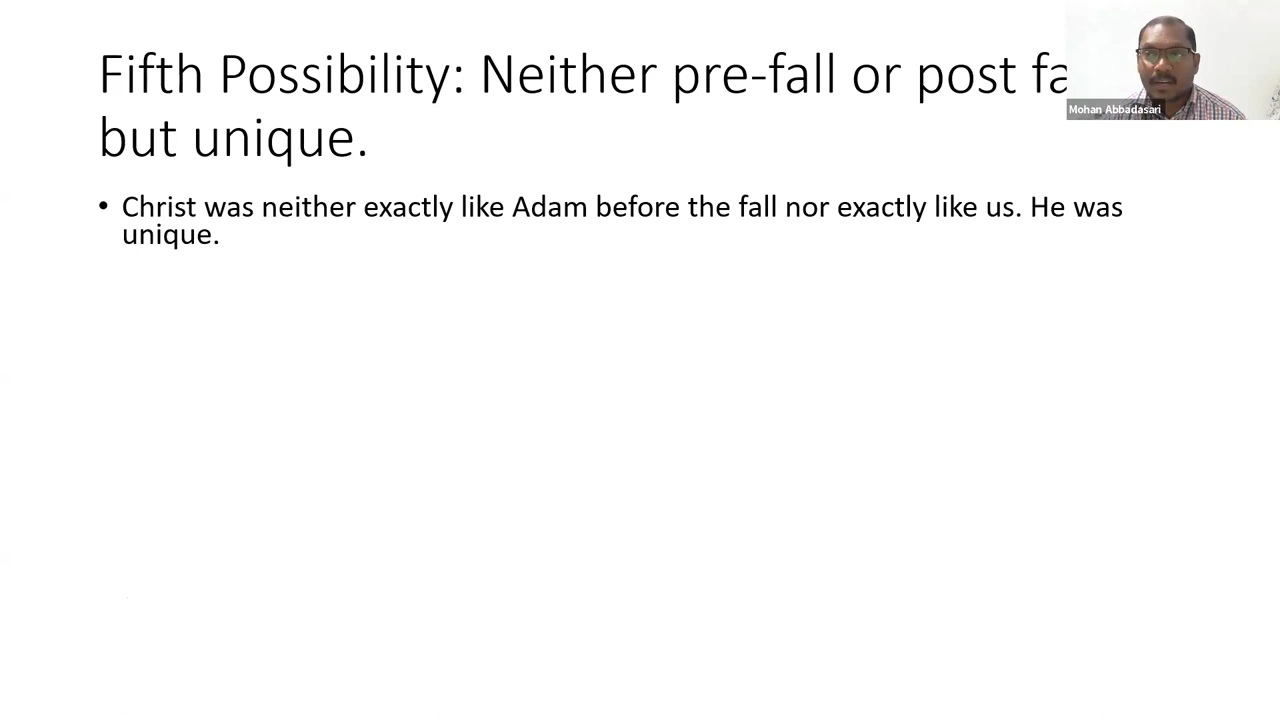 Fifth Possibility: Neither pre-fall or post
but unique.
• Christ was neither exactly like Adam before the fall nor exactly like us. He was
unique.
Mohan Abbadasari